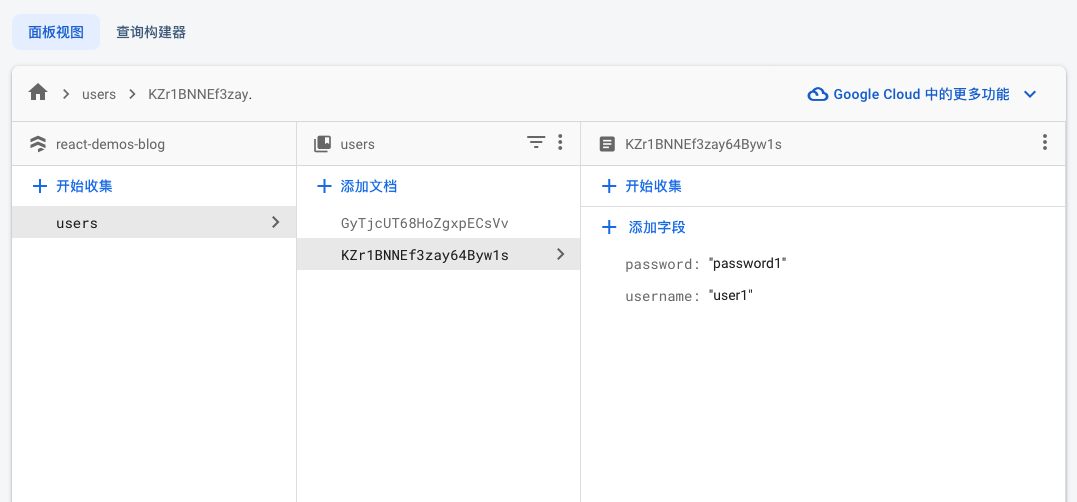 面板视图 查询构建器
users KZr1BNNEf3zay. Google Cloud 中的更多功能
react-demos-blog users KZr1BNNEf3zay64Byw1s
开始收集 添加文档 开始收集
users GyTjcUT68HoZgxpECsVv 添加字段
KZr1BNNEf3zay64Byw1s password: "password1"
username: "user1"